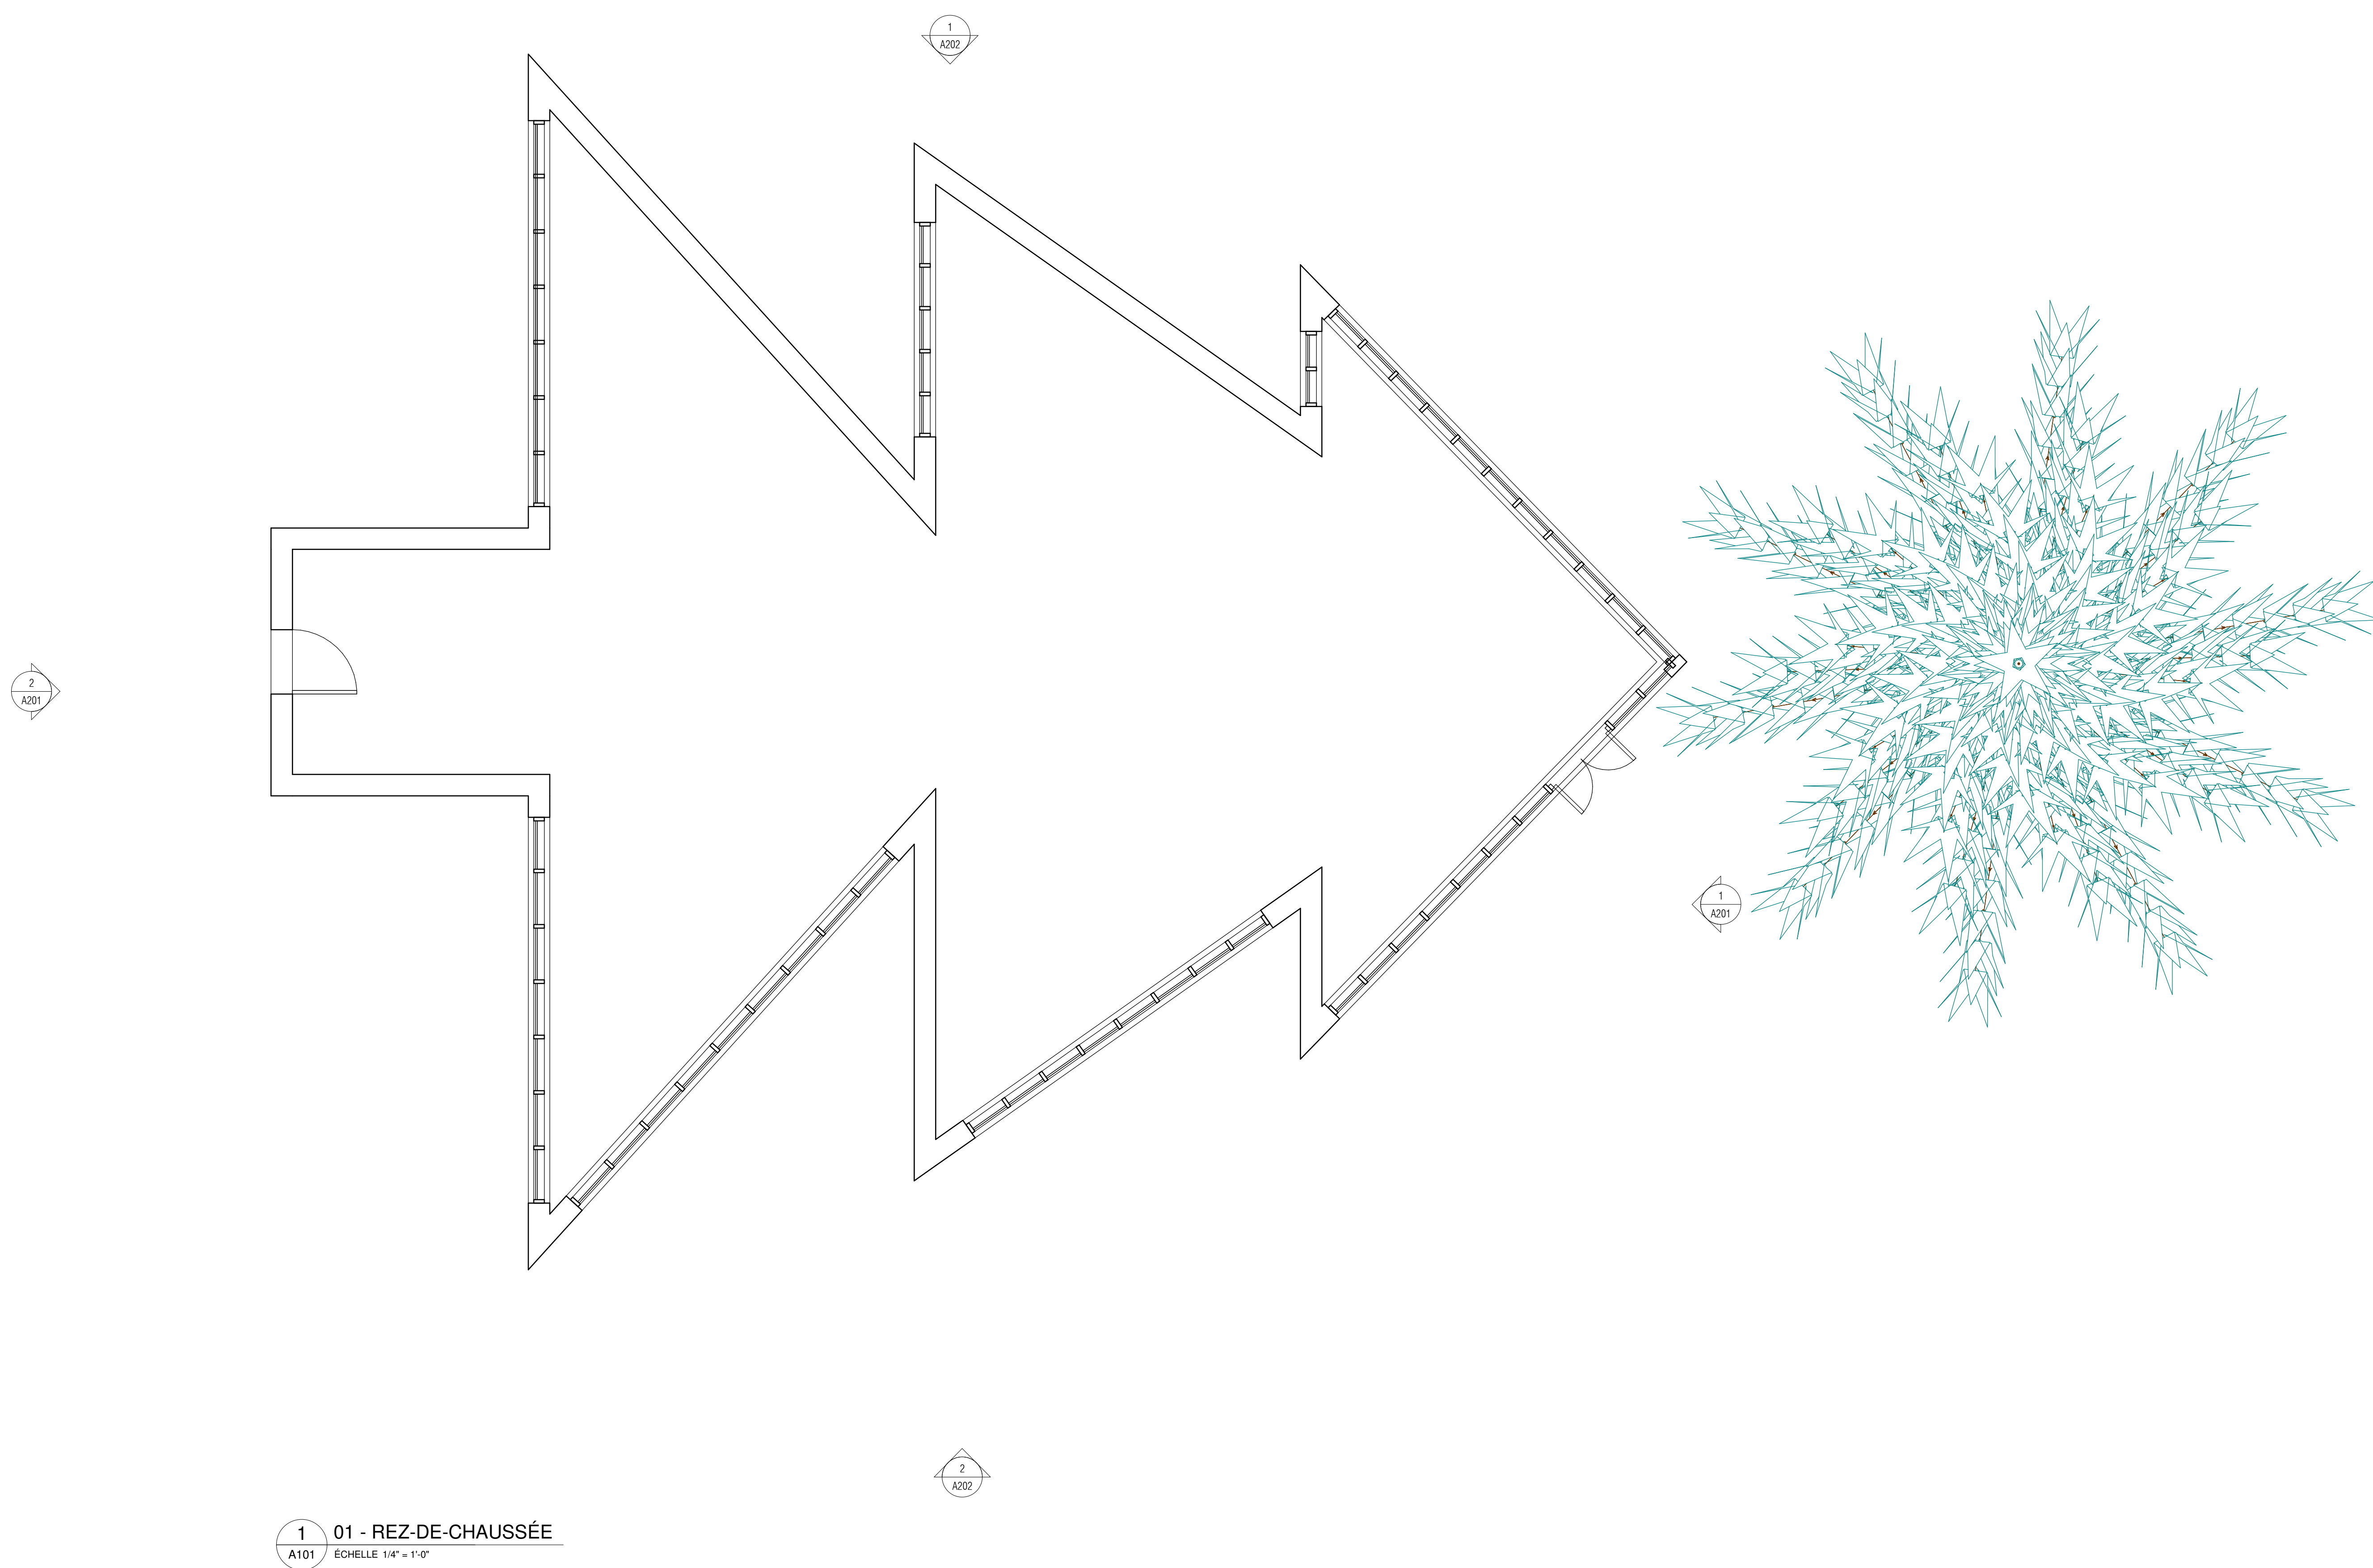 1
A202
2
A201
1
A201
2
A202
1
01 - REZ-DE-CHAUSSÉE
A101
ÉCHELLE 1/4" = 1'-0"